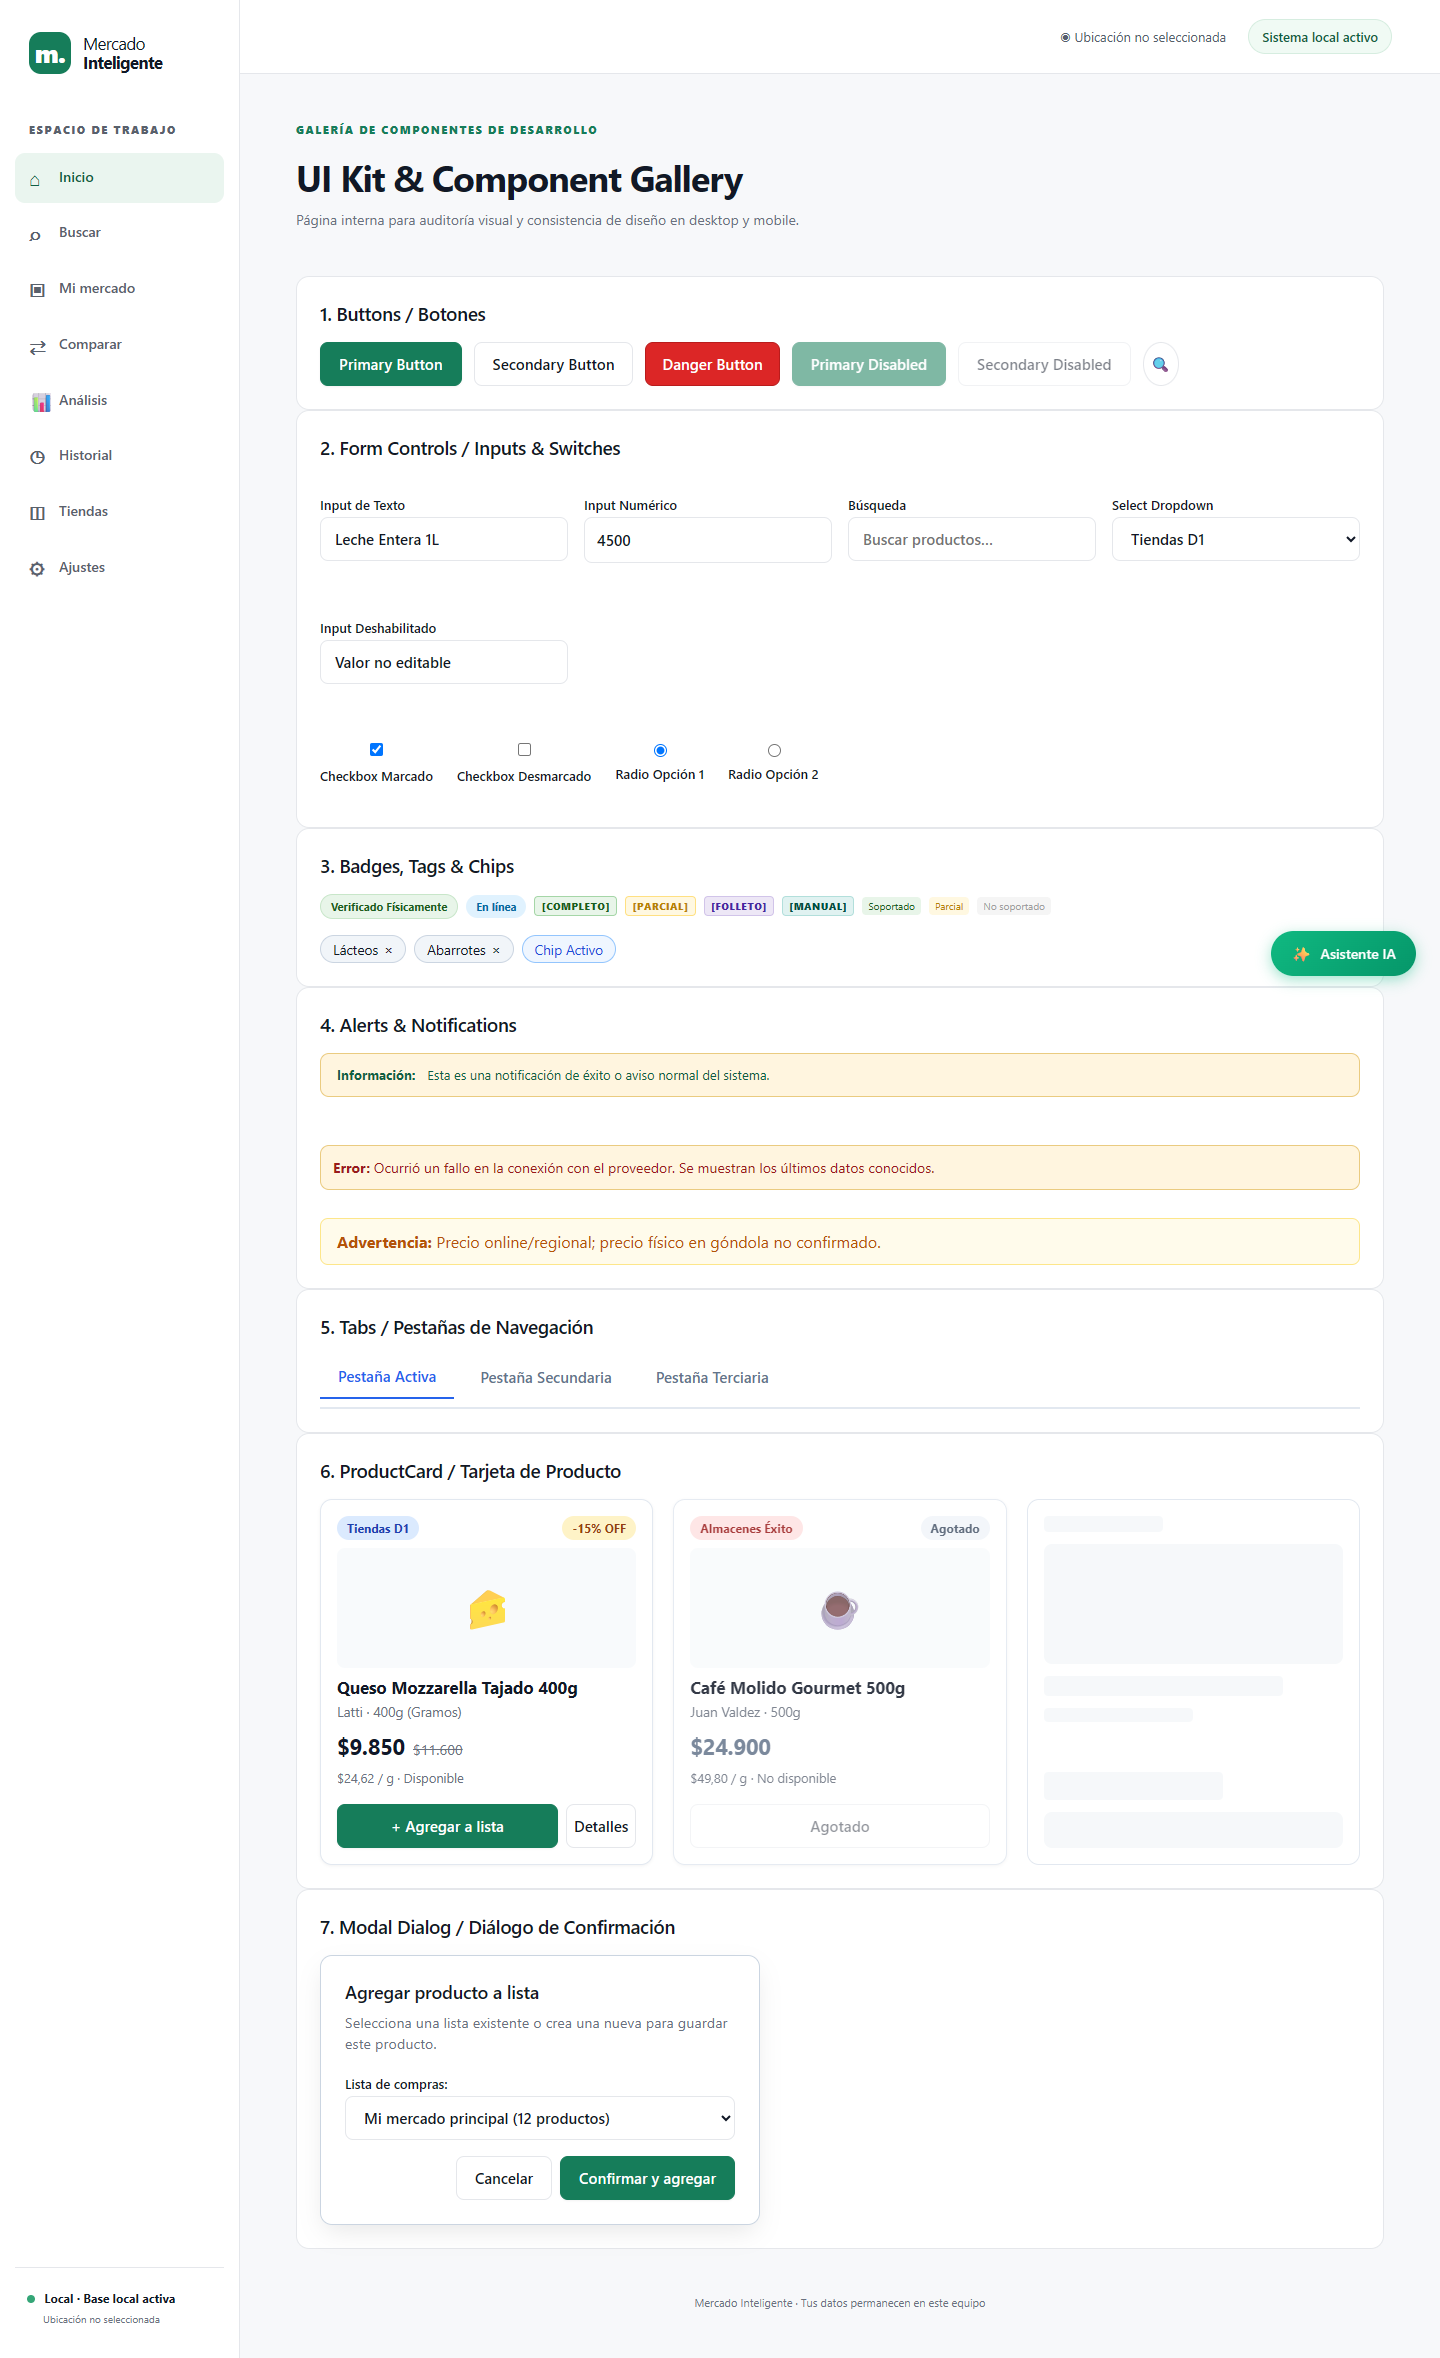 m.
Mercado
Inteligente
◉ Ubicación no seleccionada
Sistema local activo
ESPACIO DE TRABAJO
Inicio
Buscar
Mi mercado
Comparar
Análisis
Historial
Tiendas
Ajustes
GALERÍA DE COMPONENTES DE DESARROLLO
UI Kit & Component Gallery
Página interna para auditoría visual y consistencia de diseño en desktop y mobile.
1. Buttons / Botones
Primary Button
Secondary Button
Danger Button
Primary Disabled
Secondary Disabled
2. Form Controls / Inputs & Switches
Input de Texto
Input Numérico
Búsqueda
Select Dropdown
Leche Entera 1L
4500
Buscar productos...
Tiendas D1
Input Deshabilitado
Valor no editable
Checkbox Marcado
Checkbox Desmarcado
Radio Opción 1
Radio Opción 2
3. Badges, Tags & Chips
Verificado Físicamente
En línea
[COMPLETO]
[PARCIAL]
[FOLLETO]
[MANUAL]
Soportado
Parcial
No soportado
Lácteos ×
Abarrotes ×
Chip Activo
✨ Asistente IA
4. Alerts & Notifications
Información: Esta es una notificación de éxito o aviso normal del sistema.
Error: Ocurrió un fallo en la conexión con el proveedor. Se muestran los últimos datos conocidos.
Advertencia: Precio online/regional; precio físico en góndola no confirmado.
5. Tabs / Pestañas de Navegación
Pestaña Activa
Pestaña Secundaria
Pestaña Terciaria
6. ProductCard / Tarjeta de Producto
Tiendas D1
-15% OFF
Queso Mozzarella Tajado 400g
Latti · 400g (Gramos)
$9.850 $11.600
$24,62 / g · Disponible
+ Agregar a lista
Detalles
Almacenes Éxito
Agotado
Café Molido Gourmet 500g
Juan Valdez · 500g
$24.900
$49,80 / g · No disponible
Agotado
7. Modal Dialog / Diálogo de Confirmación
Agregar producto a lista
Selecciona una lista existente o crea una nueva para guardar
este producto.
Lista de compras:
Mi mercado principal (12 productos)
Cancelar
Confirmar y agregar
Local · Base local activa
Ubicación no seleccionada
Mercado Inteligente · Tus datos permanecen en este equipo